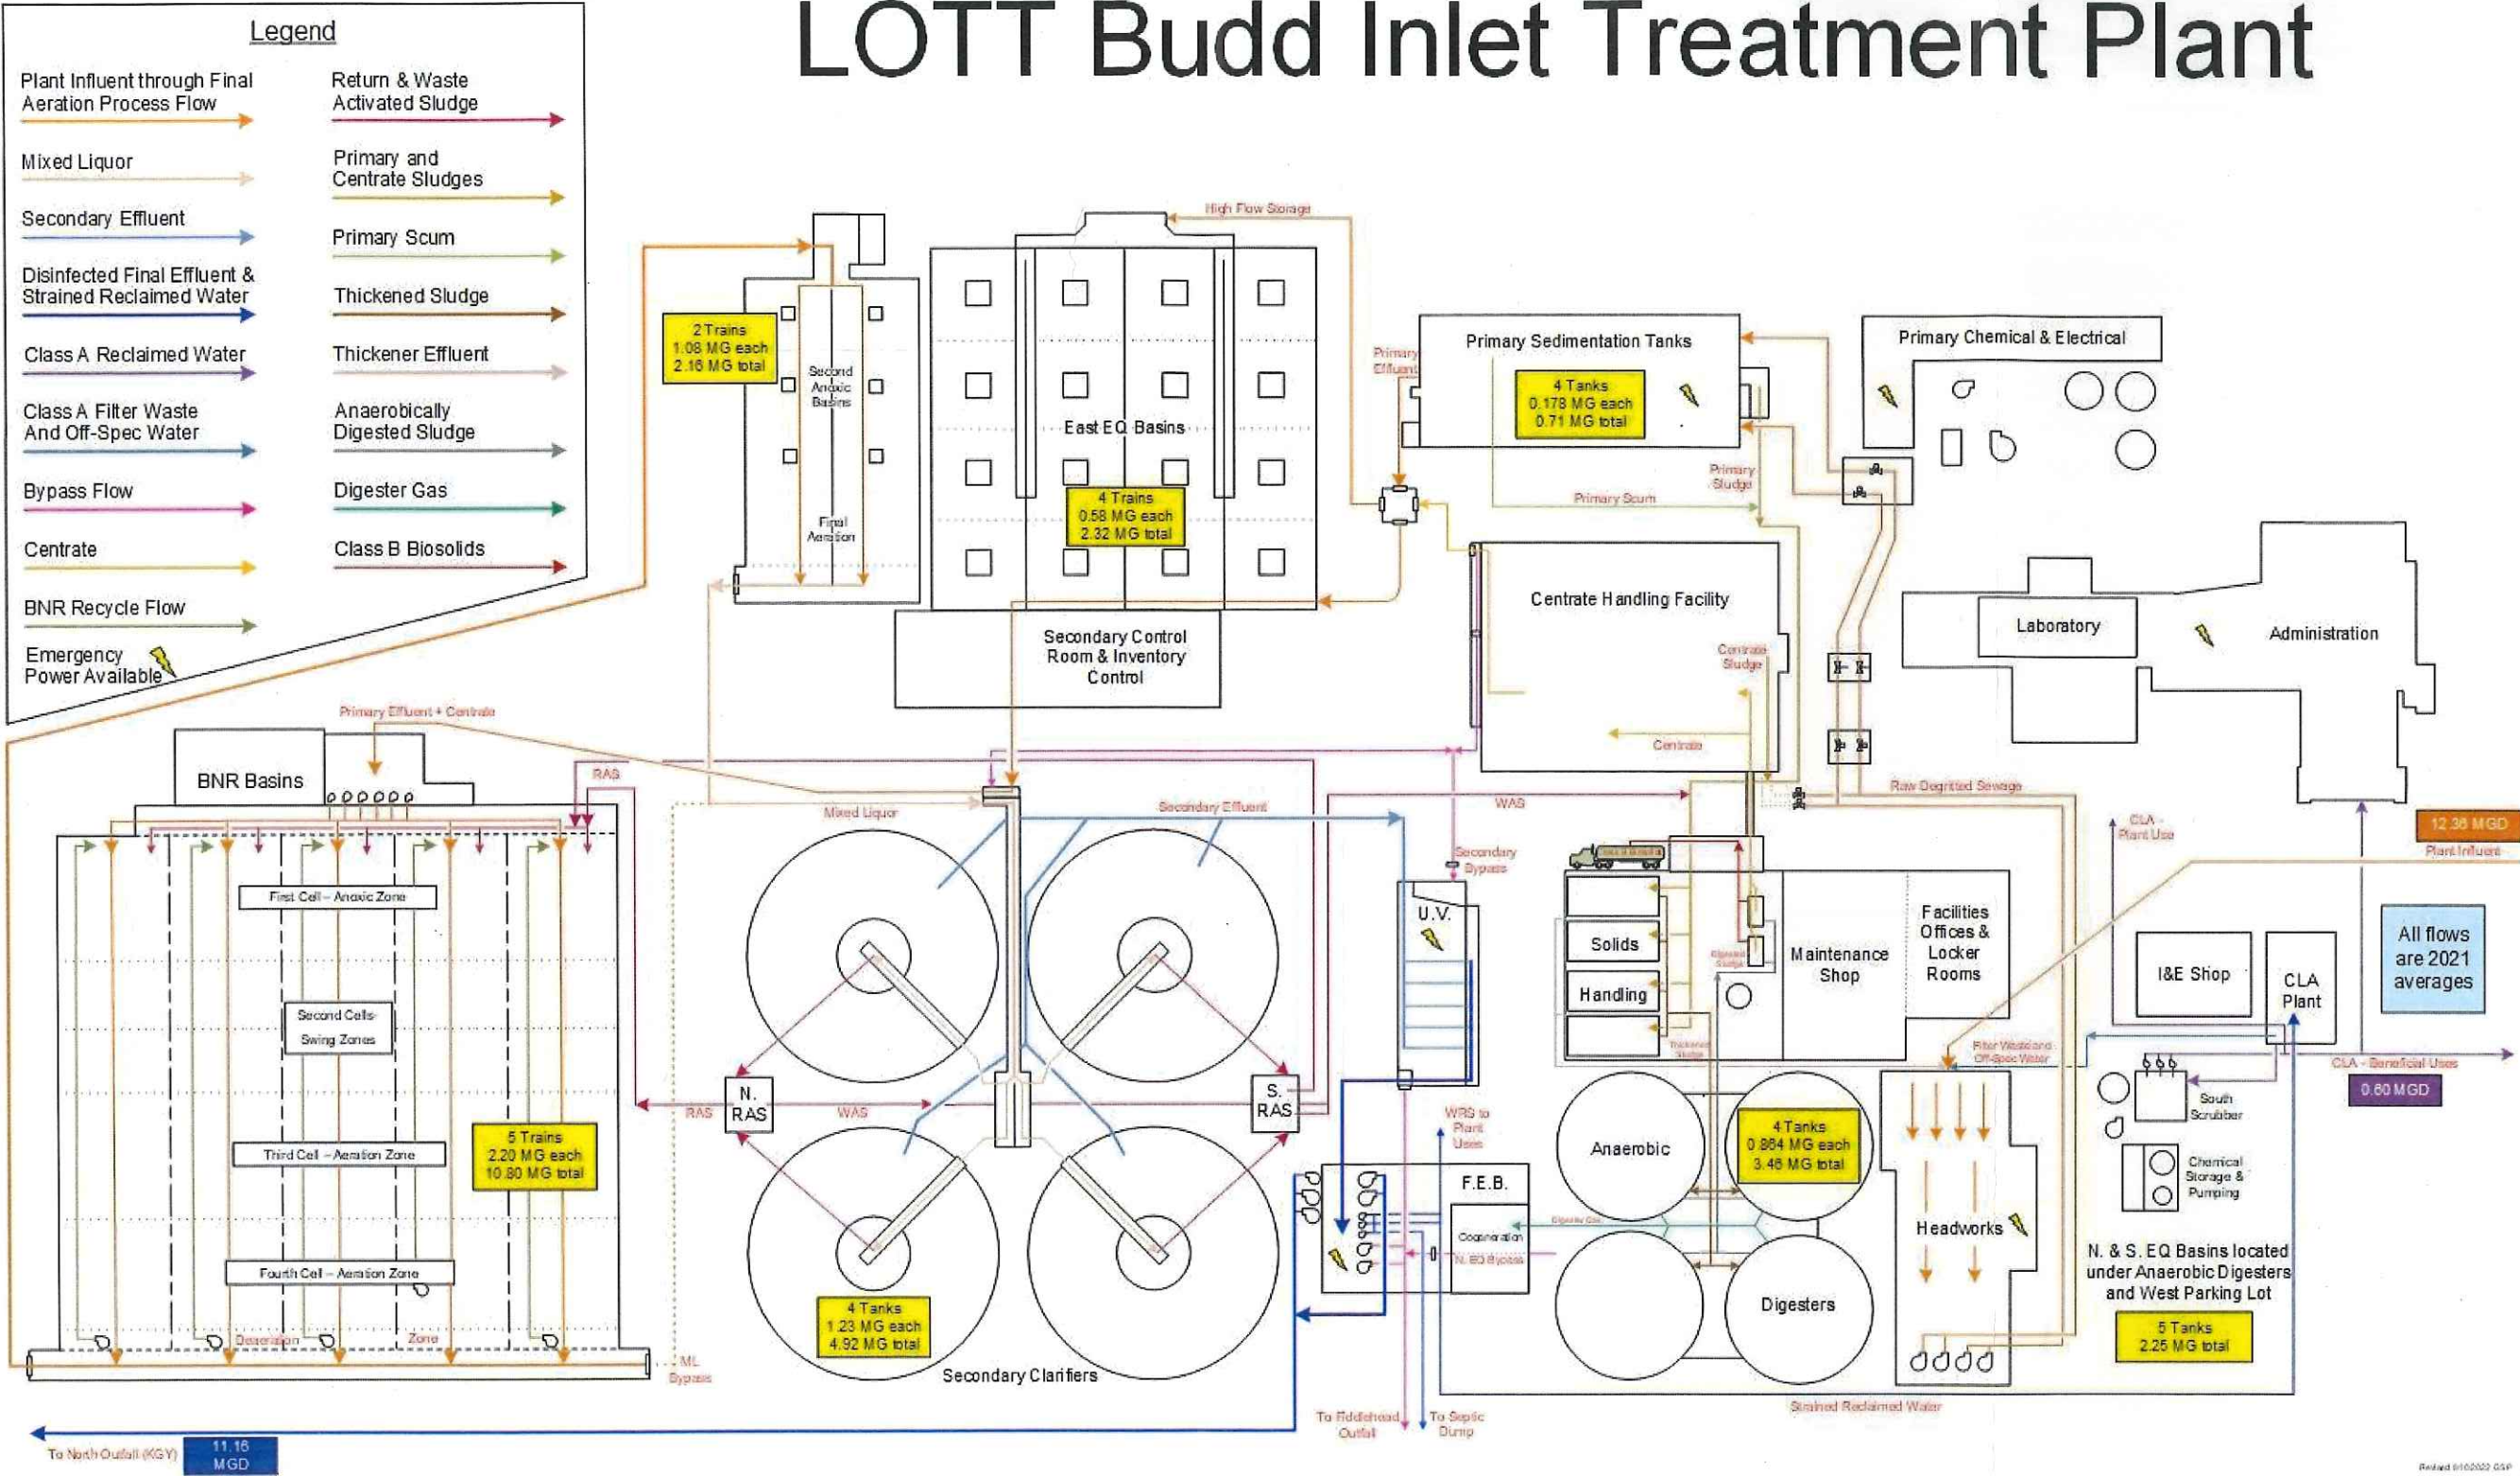 LOTT Budd Inlet Treatment Plant
Legend
Plant Influent through Final
Aeration Process Flow
Mixed Liquor
Secondary Effluent
Disinfected Final Effluent &
Strained Reclaimed Water
Class A Reclaimed Water
Class A Filter Waste
And Off-Spec Water
Bypass Flow
Centrate
BNR Recycle Flow
Emergency
Power Available
Return & Waste
Activated Sludge
Primary and
Centrate Sludges
Primary Scum
Thickened Sludge
Thickener Effluent
Anaerobically
Digested Sludge
Digester Gas
Class B Biosolids
2 Trains
1.08 MG each
2.16 MG total
Second
Anoxic
Basins
Final
Aeration
High Flow Storage
East EQ Basins
4 Trains
0.58 MG each
2.32 MG total
Secondary Control
Room & Inventory
Control
Primary
Effluent
Primary Sedimentation Tanks
4 Tanks
0.178 MG each
0.71 MG total
Primary
Sludge
Primary Scum
Primary Chemical & Electrical
Centrate Handling Facility
Centrate
Sludge
Centrate
Laboratory
Administration
Primary Effluent + Centrate
BNR Basins
RAS
First Cell – Anoxic Zone
Second Cells-
Swing Zones
Third Cell – Aeration Zone
Fourth Cell – Aeration Zone
5 Trains
2.20 MG each
10.80 MG total
Deaeration
Zone
ML
Bypass
Mixed Liquor
Secondary Effluent
N.
RAS
RAS
WAS
S.
RAS
4 Tanks
1.23 MG each
4.92 MG total
Secondary Clarifiers
WAS
Secondary
Bypass
U.V.
Raw Degritted Sewage
Solids
Handling
Digested
Sludge
Thickened
Sludge
Maintenance
Shop
Facilities
Offices &
Locker
Rooms
CLA -
Plant Use
12.36 MGD
Plant Influent
All flows
are 2021
averages
I&E Shop
CLA
Plant
Filter Waste and
Off-Spec Water
CLA - Beneficial Uses
0.60 MGD
South
Scrubber
Chemical
Storage &
Pumping
WRS to
Plant
Uses
F.E.B.
Cogeneration
N. EQ Bypass
Digester Gas
Anaerobic
4 Tanks
0.864 MG each
3.46 MG total
Digesters
Headworks
N. & S. EQ Basins located
under Anaerobic Digesters
and West Parking Lot
5 Tanks
2.25 MG total
Strained Reclaimed Water
To Fiddlehead
Outfall
To Septic
Dump
To North Outfall (KGY)
11.16
MGD